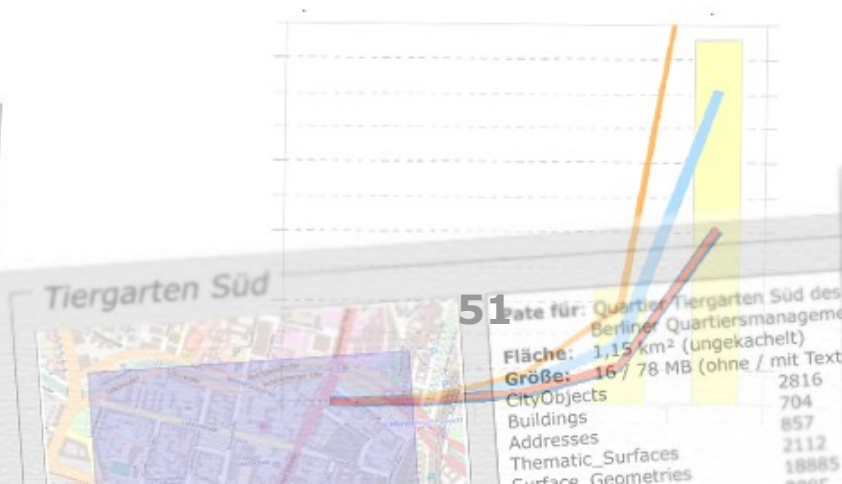 Tiergarten Süd
51
Pate für: Quartier Tiergarten Süd des
Berliner Quartiersmanageme
Fläche: 1,15 km² (ungekachelt)
Größe: 16 / 78 MB (ohne / mit Text
CityObjects 2816
Buildings 704
Addresses 857
Thematic_Surfaces 2112
Surface_Geometries 18885